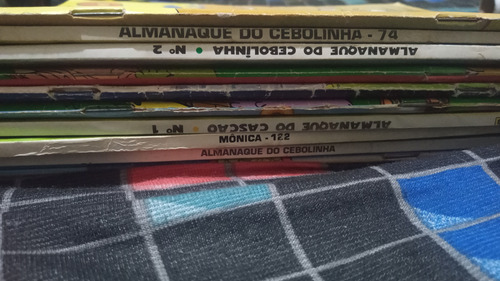 ALMANAQUE DO CEBOLINHA - 74
ALMANAQUE DO CEBOLINHA • Nº 2
ALMANAQUE DO CASCÃO • Nº 1
MÔNICA - 122
ALMANAQUE DO CEBOLINHA